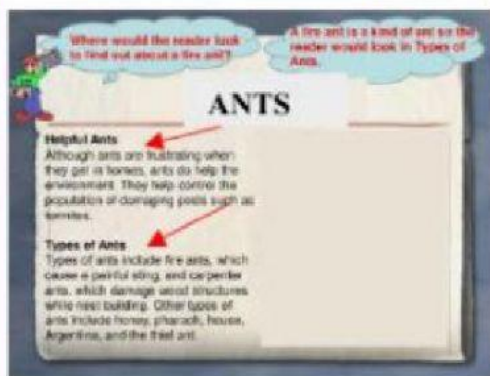 Where would the reader look
to find out about a fire ant?
A fire ant is a kind of ant so the
reader would look in Types of
Ants.
ANTS
Helpful Ants
Although ants are frustrating when
they get in homes, ants do help the
environment. They help control the
population of damaging pests such as
termites.
Types of Ants
Types of ants include fire ants, which
cause a painful sting, and carpenter
ants, which damage wood structures
while nest building. Other types of
ants include honey, pharaoh, house,
Argentine, and the thief ant.